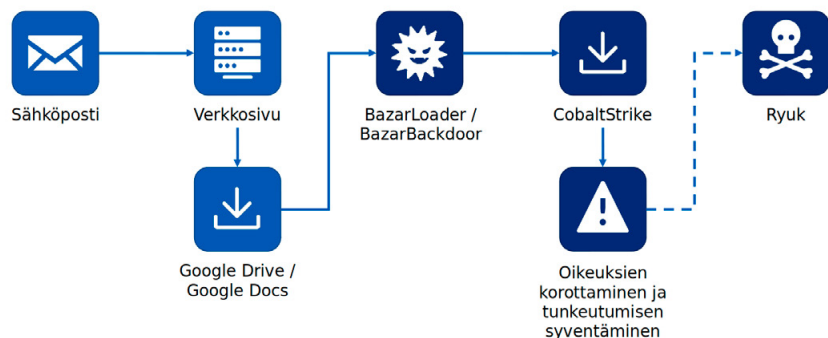 Sähköposti
Verkkosivu
BazarLoader /
BazarBackdoor
CobaltStrike
Ryuk
Google Drive /
Google Docs
Oikeuksien
korottaminen ja
tunkeutumisen
syventäminen